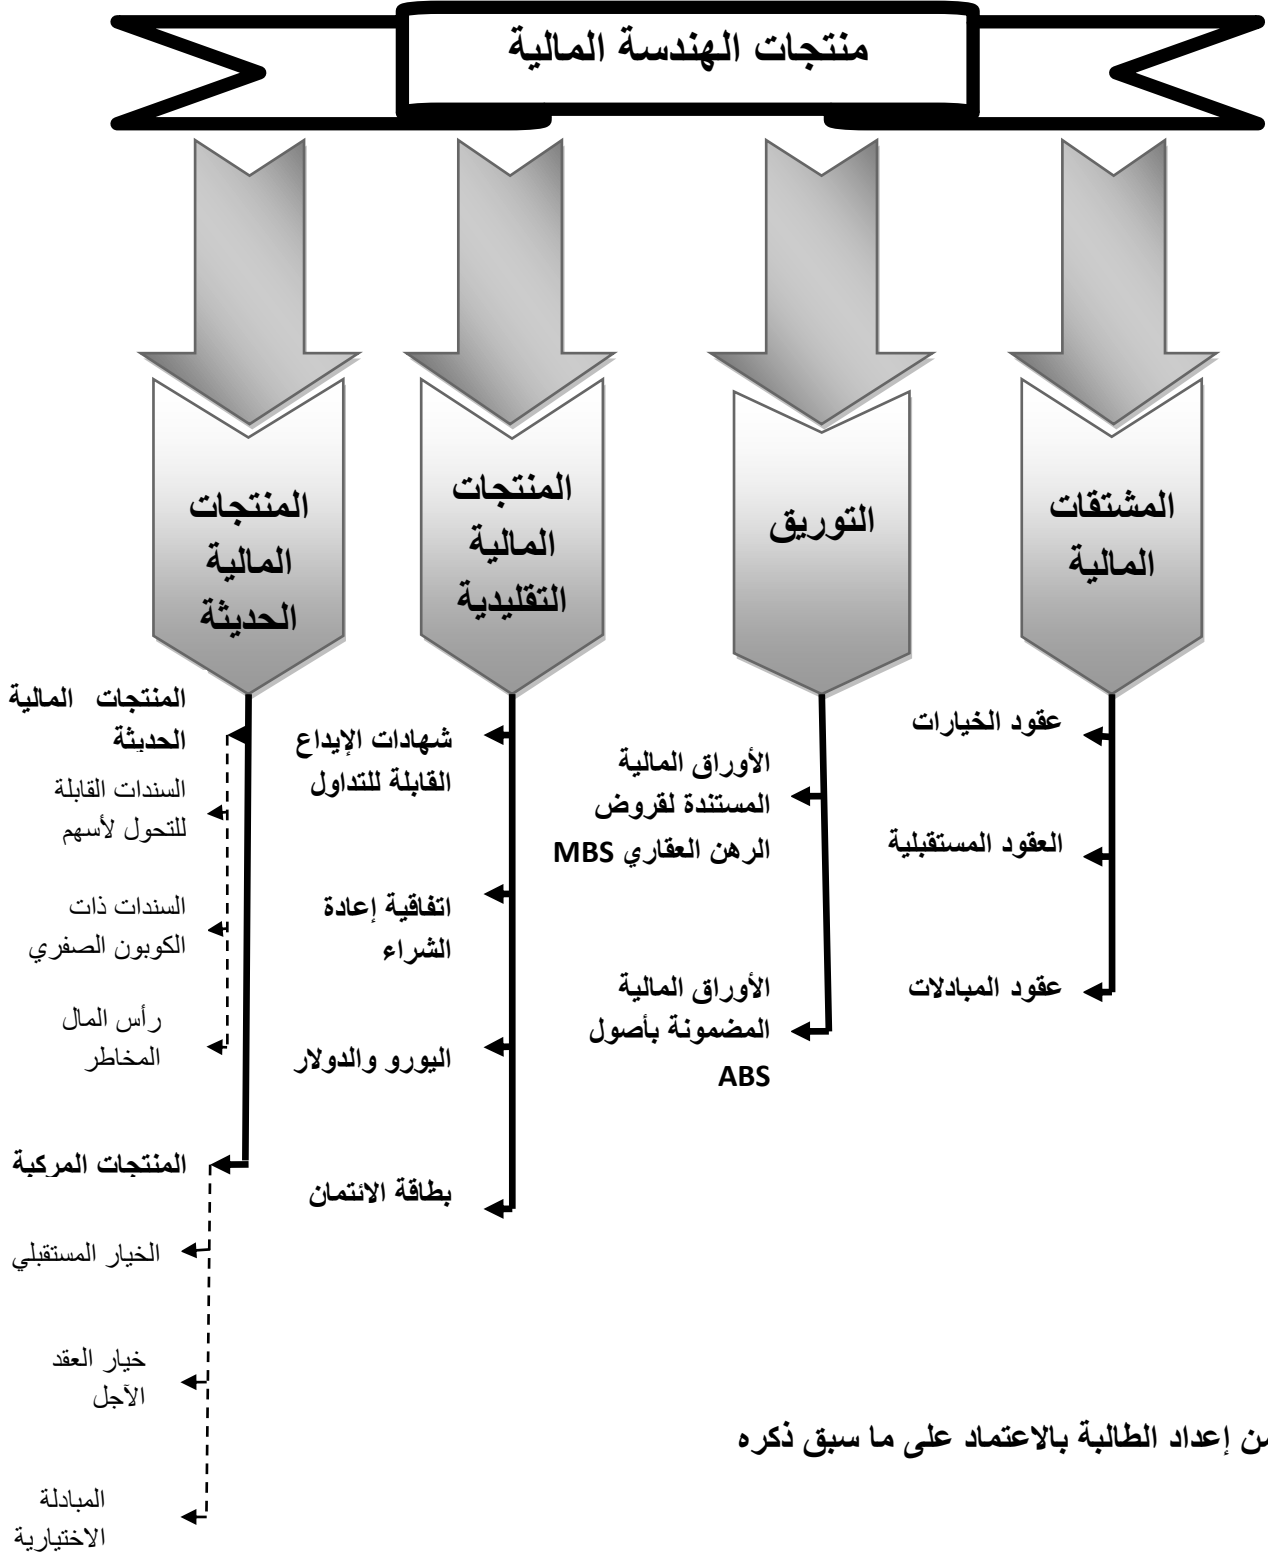 منتجات الهندسة المالية
المشتقات
المالية
عقود الخيارات
العقود المستقبلية
عقود المبادلات
التوريق
الأوراق المالية
المستندة لقروض
الرهن العقاري MBS
الأوراق المالية
المضمونة بأصول
ABS
المنتجات
المالية
التقليدية
شهادات الإيداع
القابلة للتداول
اتفاقية إعادة
الشراء
اليورو والدولار
بطاقة الائتمان
المنتجات
المالية
الحديثة
المنتجات المالية
الحديثة
السندات القابلة
للتحول لأسهم
السندات ذات
الكوبون الصفري
رأس المال
المخاطر
المنتجات المركبة
الخيار المستقبلي
خيار العقد
الآجل
المبادلة
الاختيارية
من إعداد الطالبة بالاعتماد على ما سبق ذكره